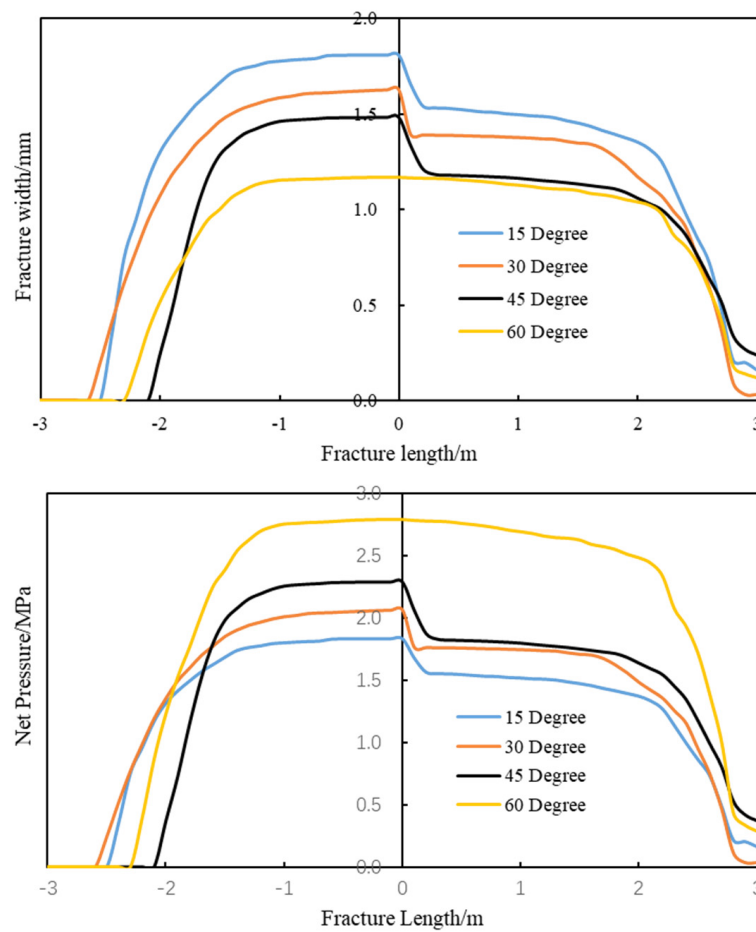 2.0
1.5
1.0
0.5
0.0
Fracture width/mm
15 Degree
30 Degree
45 Degree
60 Degree
-3 -2 -1 0 1 2 3
Fracture length/m
3.0
2.5
2.0
1.5
1.0
0.5
0.0
Net Pressure/MPa
15 Degree
30 Degree
45 Degree
60 Degree
-3 -2 -1 0 1 2 3
Fracture Length/m